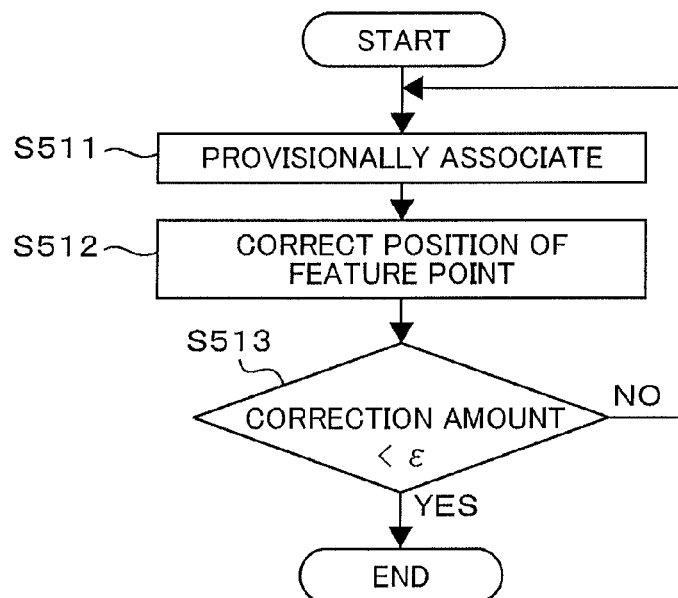 START
S511
PROVISIONALLY ASSOCIATE
S512
CORRECT POSITION OF
FEATURE POINT
S513
CORRECTION AMOUNT
< ε
NO
YES
END